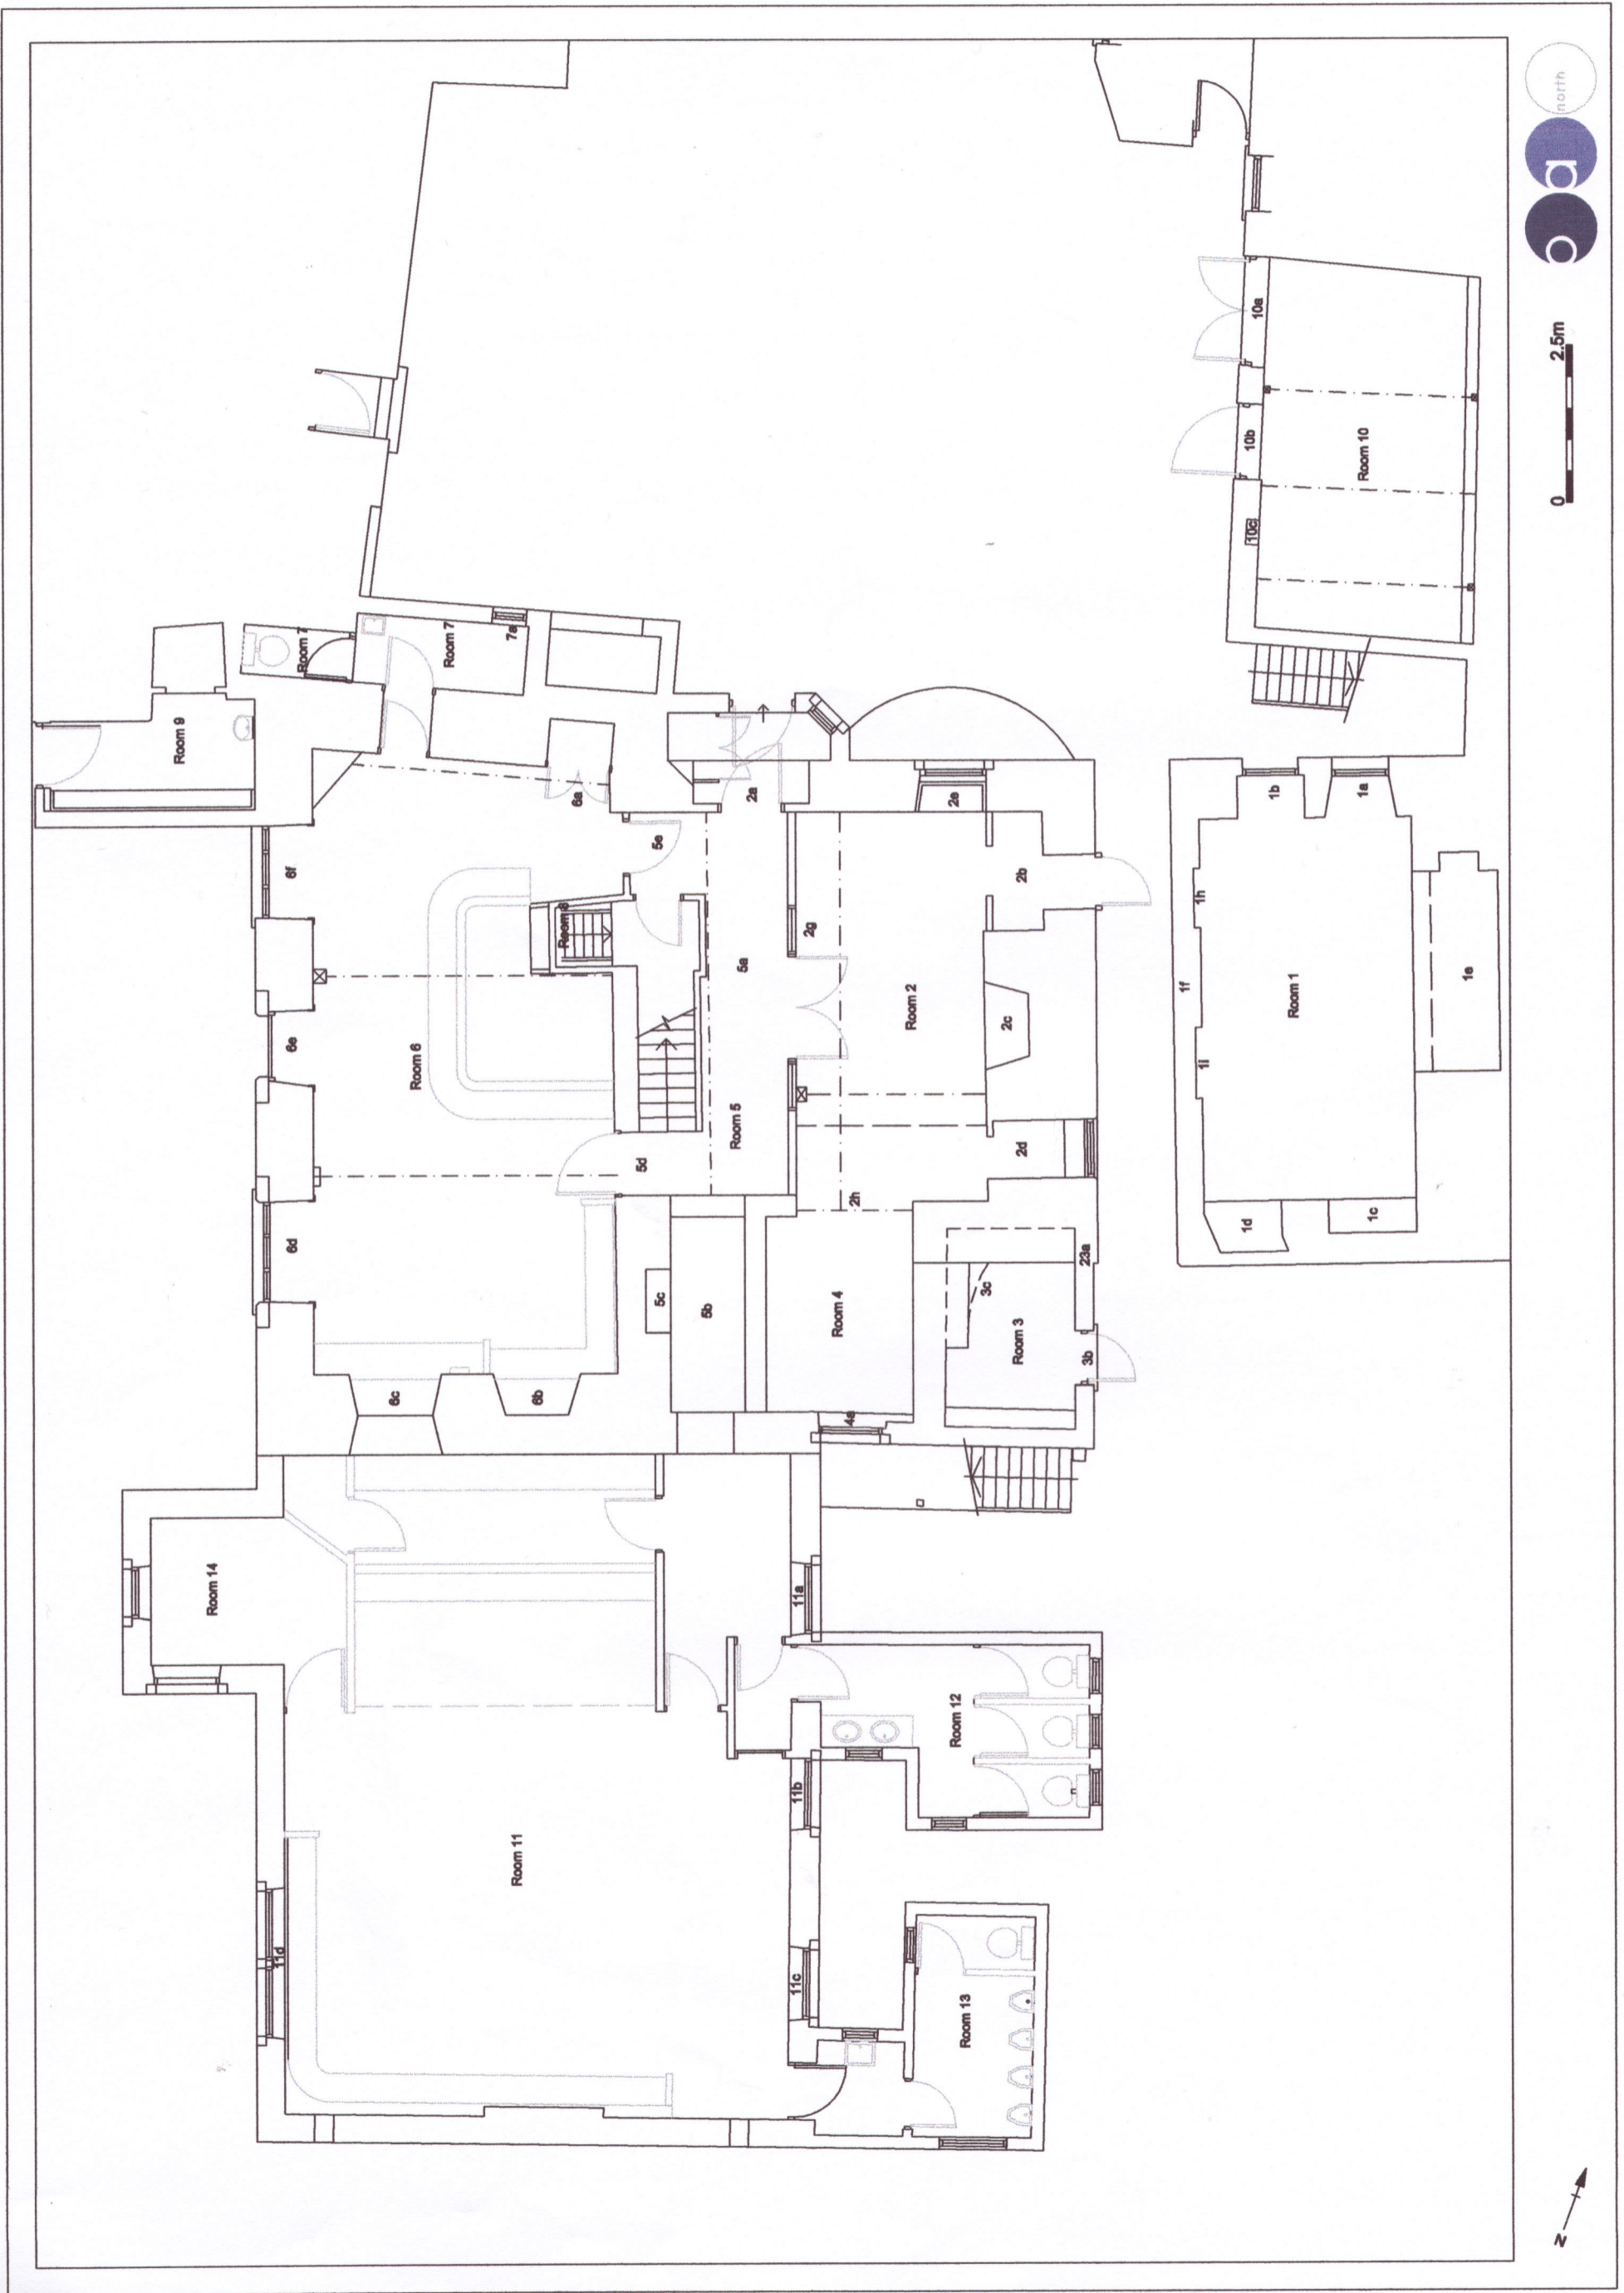 north
a
o
0
2.5m
10a
10b
10c
Room 10
Room 9
Room 7
Room 7
7a
6a
2a
2e
1b
1a
6f
5e
2b
1h
Room 8
2g
5a
1f
Room 1
1e
6e
Room 6
Room 2
2c
1i
Room 5
5d
2d
2h
6d
1d
1c
5c
5b
Room 4
3c
23a
Room 3
3b
6c
6b
4a
Room 14
11a
Room 12
11b
Room 11
11d
11c
Room 13
N